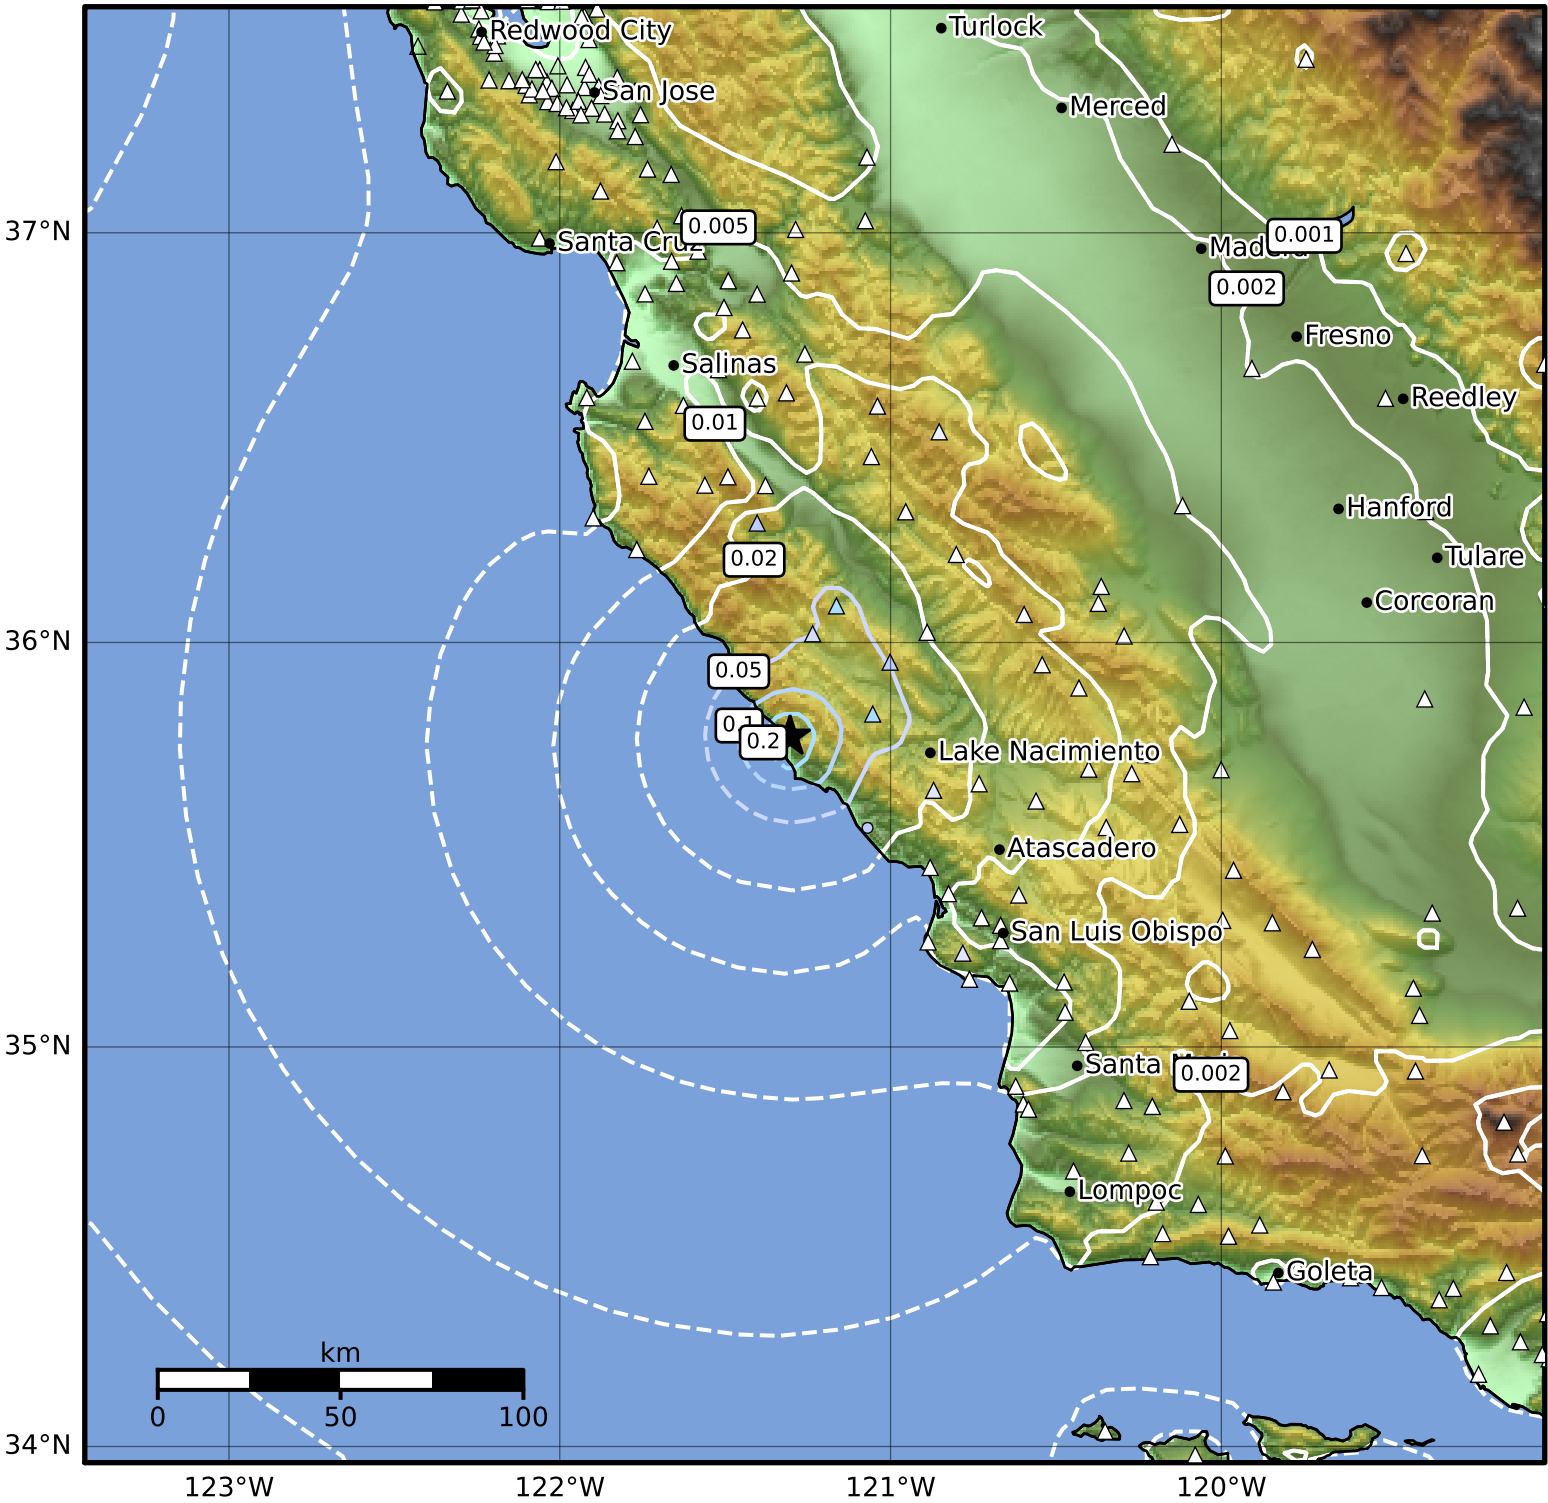 Redwood City
Turlock
San Jose
Merced
0.005
37°N
Santa Cruz
0.001
0.002
Fresno
Salinas
Reedley
0.01
Hanford
0.02
Tulare
Corcoran
36°N
0.05
0.1
0.2
Lake Nacimiento
Atascadero
San Luis Obispo
35°N
Santa
0.002
Lompoc
Goleta
km
0
50
100
34°N
123°W
122°W
121°W
120°W